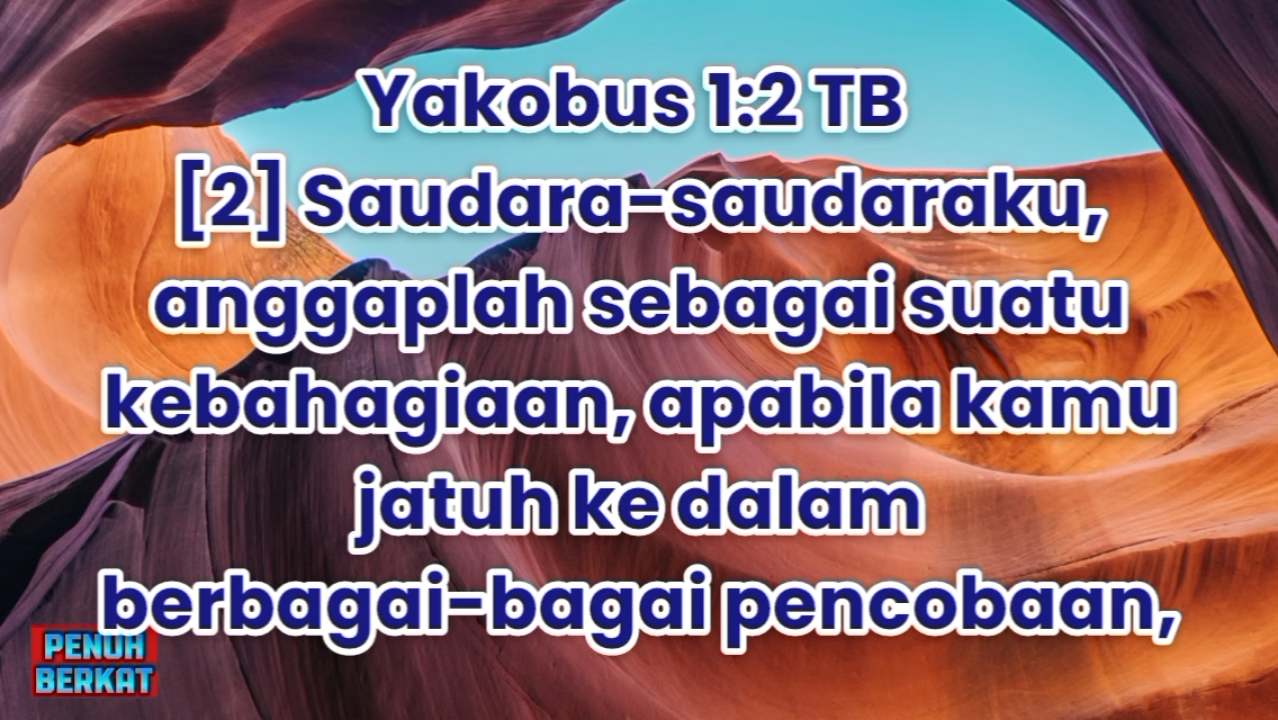 Yakobus 1:2 TB
[2] Saudara-saudaraku,
anggaplah sebagai suatu
kebahagiaan, apabila kamu
jatuh ke dalam
berbagai-bagai pencobaan,
PENUH
BERKAT